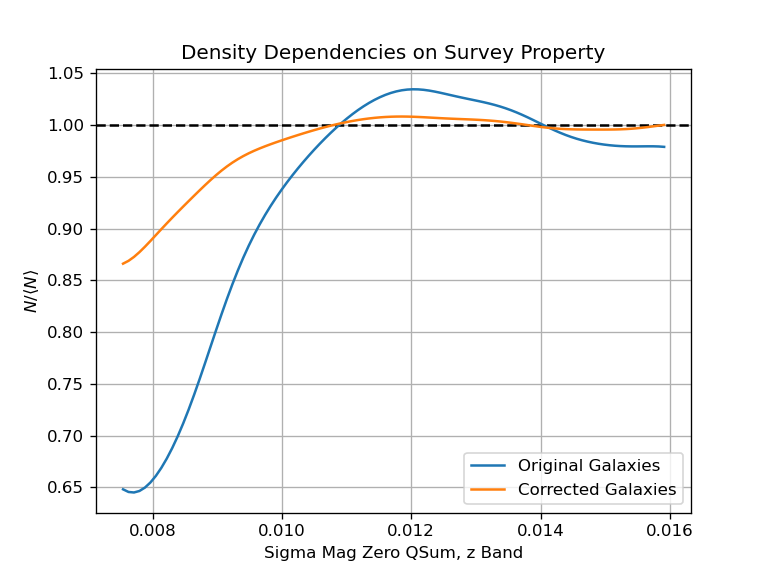 Density Dependencies on Survey Property
1.05
1.00
0.95
0.90
0.85
0.80
0.75
0.70
0.65
N/⟨N⟩
Original Galaxies
Corrected Galaxies
0.008 0.010 0.012 0.014 0.016
Sigma Mag Zero QSum, z Band